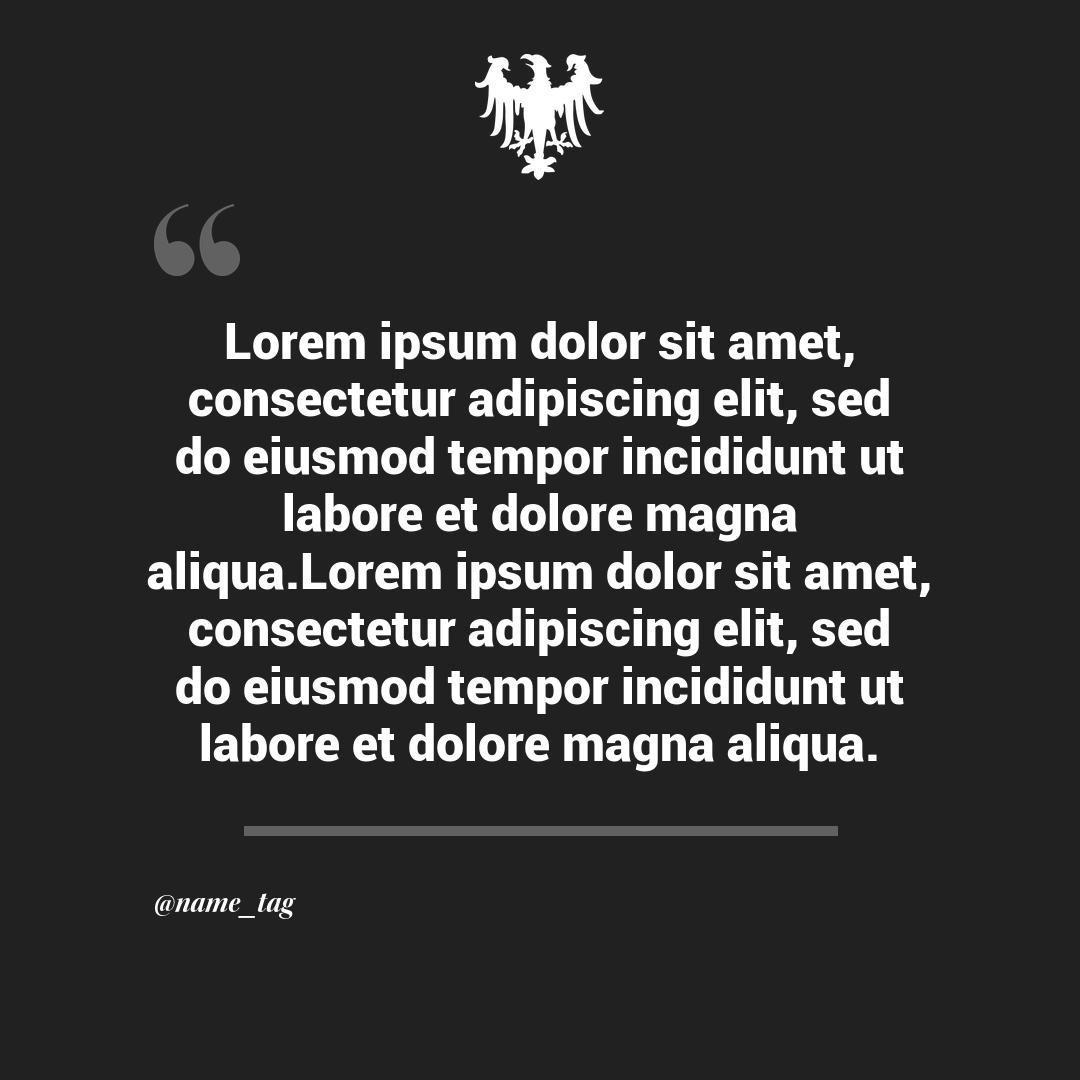 “
Lorem ipsum dolor sit amet,
consectetur adipiscing elit, sed
do eiusmod tempor incididunt ut
labore et dolore magna
aliqua.Lorem ipsum dolor sit amet,
consectetur adipiscing elit, sed
do eiusmod tempor incididunt ut
labore et dolore magna aliqua.
@name_tag